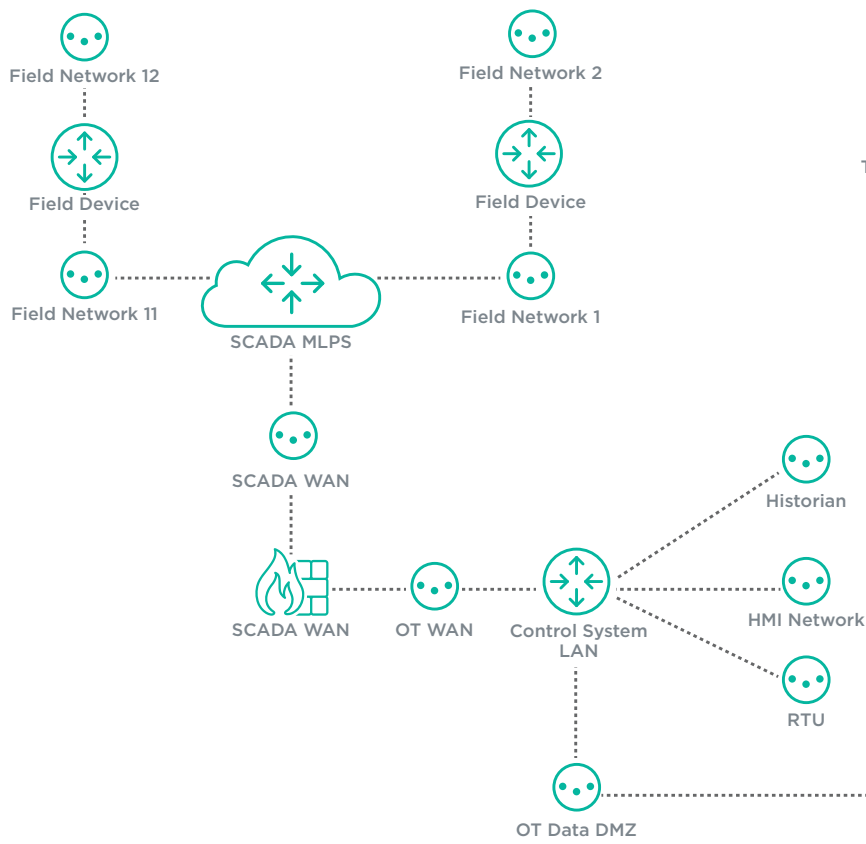 Field Network 12
Field Network 2
T
Field Device
Field Device
Field Network 11
Field Network 1
SCADA MLPS
SCADA WAN
Historian
SCADA WAN
OT WAN
Control System
LAN
HMI Network
RTU
OT Data DMZ